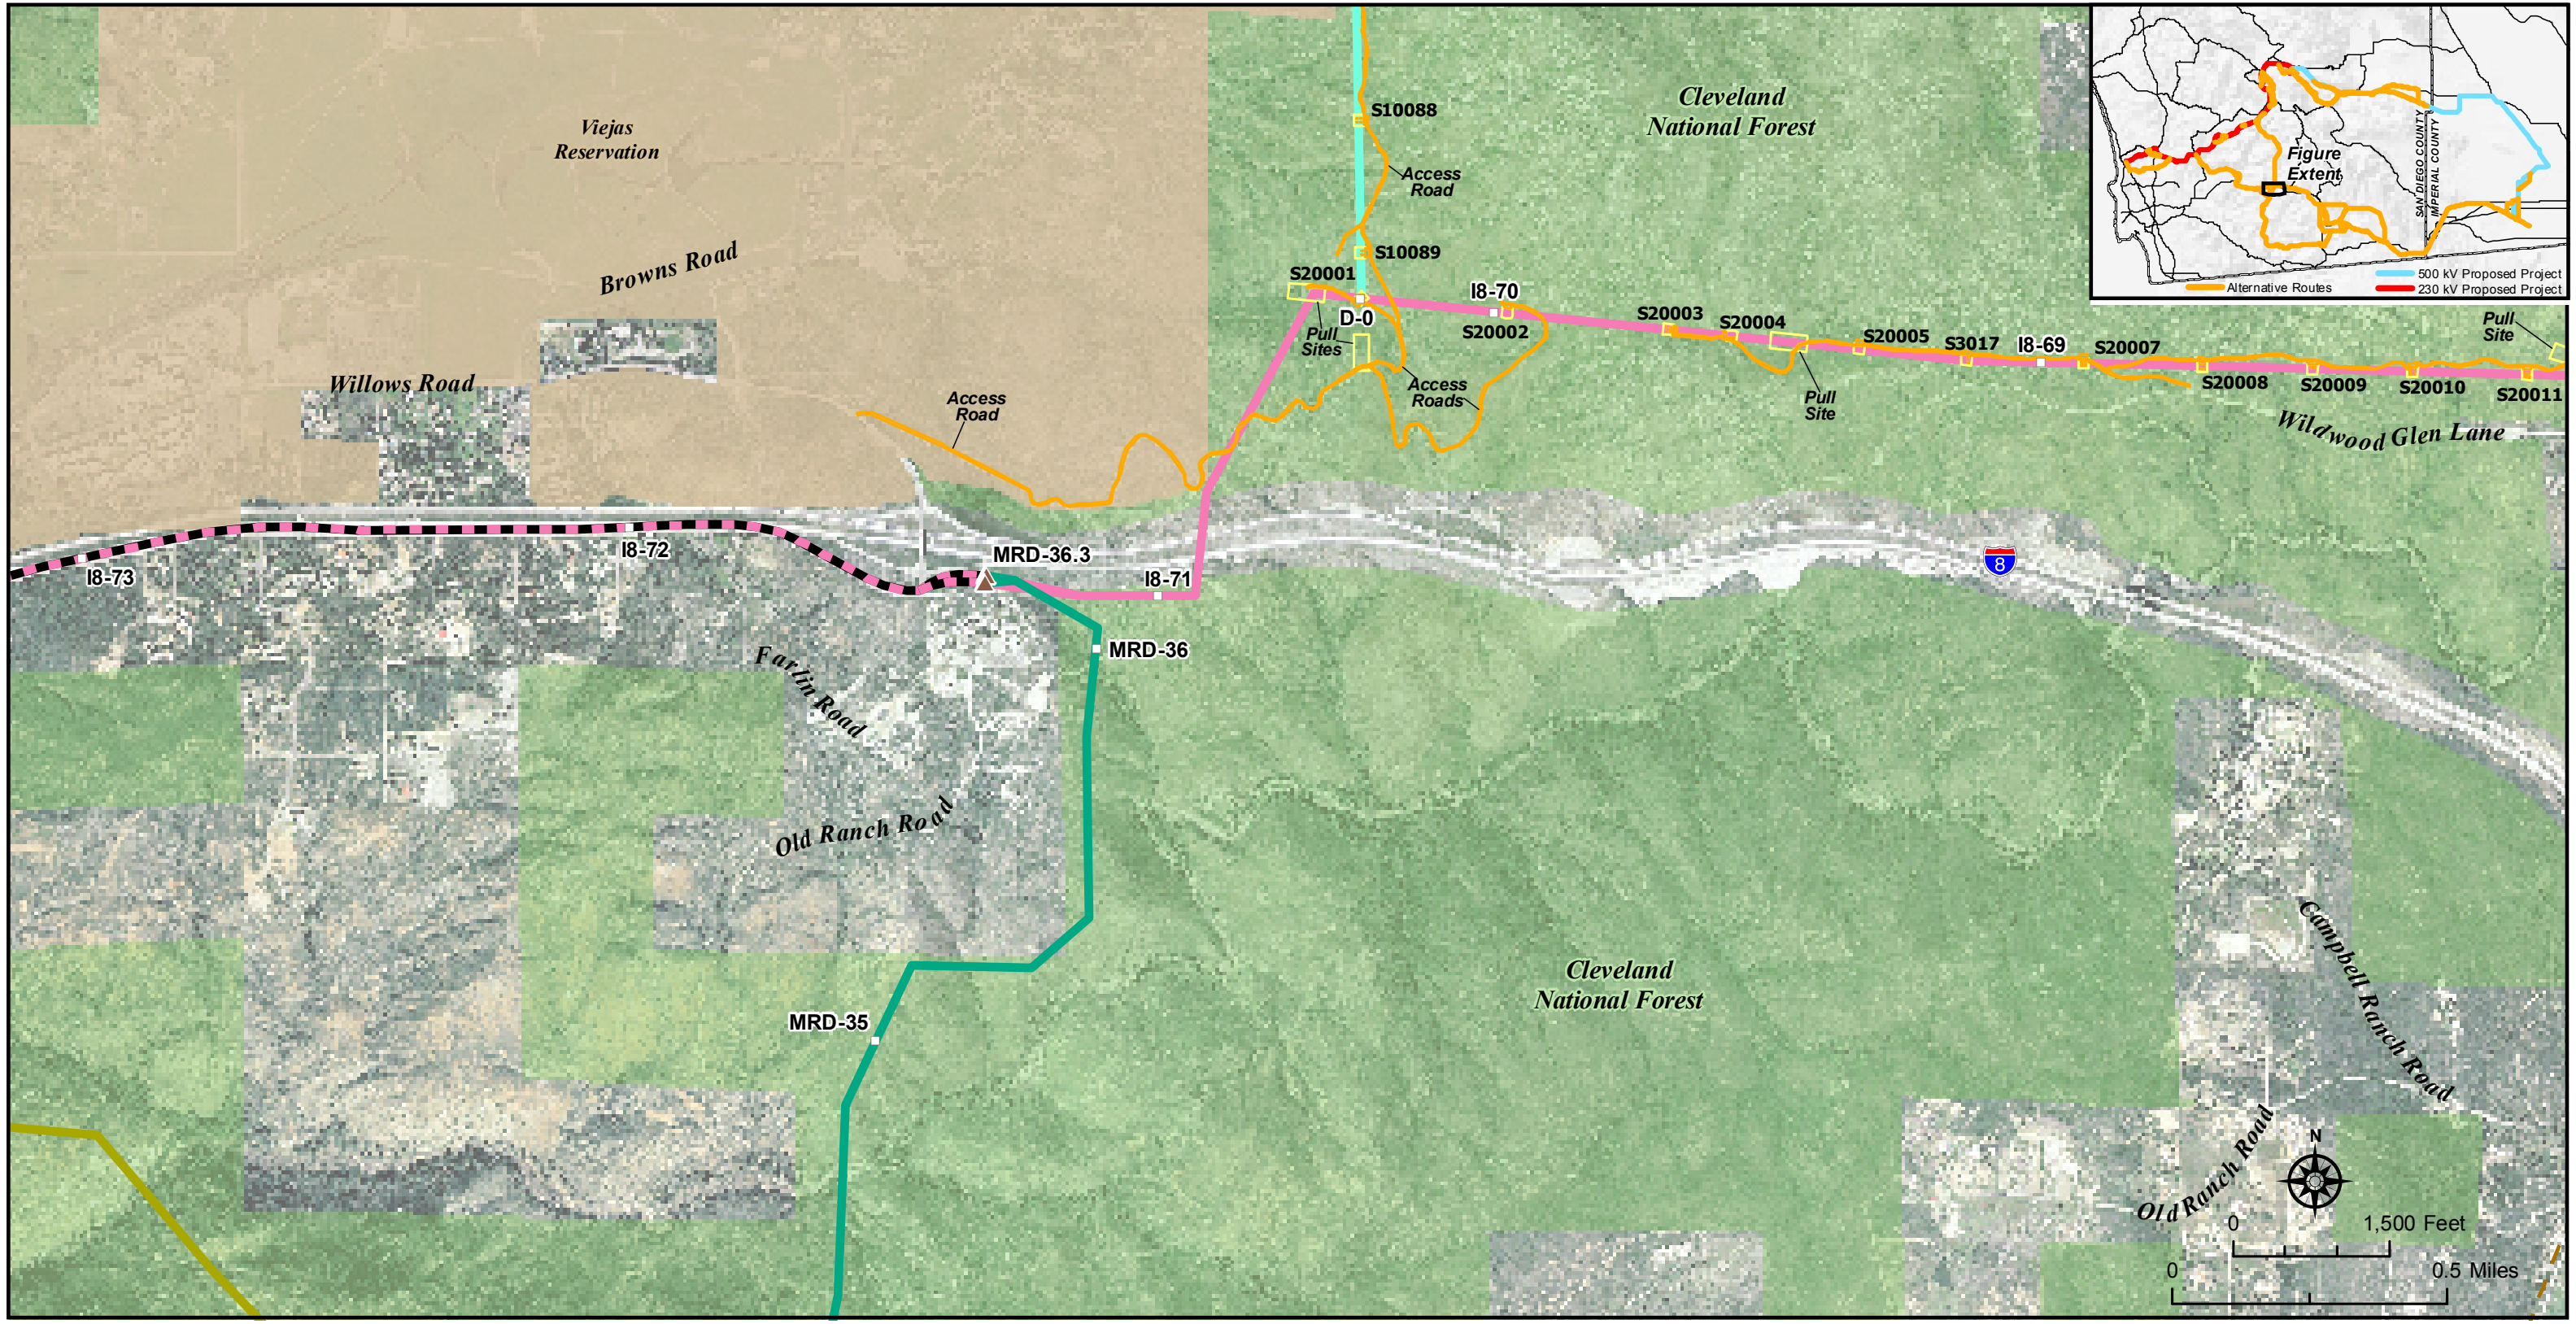 Viejas
Reservation
Browns Road
Willows Road
Access
Road
Cleveland
National Forest
S10088
Access
Road
S10089
S20001
D-0
Pull
Sites
I8-70
S20002
Access
Roads
S20003
S20004
Pull
Site
S20005
S3017
I8-69
S20007
S20008
S20009
S20010
S20011
Pull
Site
Wildwood Glen Lane
Figure
Extent
SAN DIEGO COUNTY
IMPERIAL COUNTY
500 kV Proposed Project
Alternative Routes
230 kV Proposed Project
I8-73
I8-72
MRD-36.3
I8-71
8
MRD-36
Farlin Road
Old Ranch Road
MRD-35
Cleveland
National Forest
Campbell Ranch Road
Old Ranch Road
N
0 1,500 Feet
0 0.5 Miles